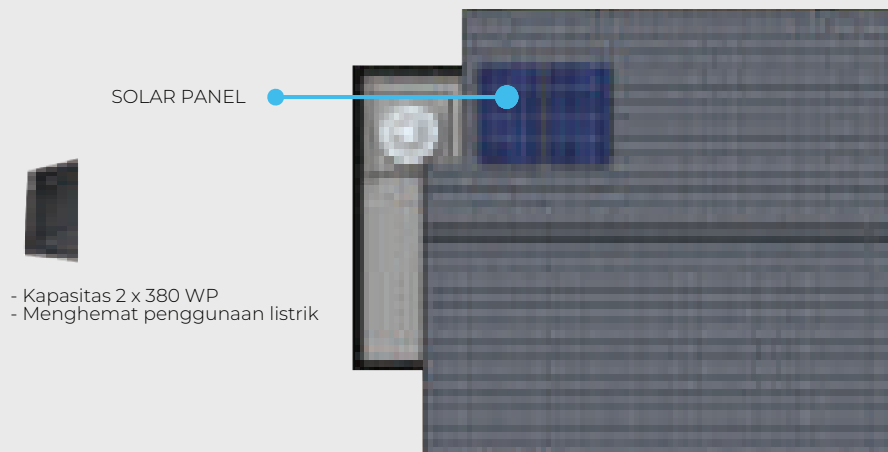 SOLAR PANEL
- Kapasitas 2 x 380 WP
- Menghemat penggunaan listrik